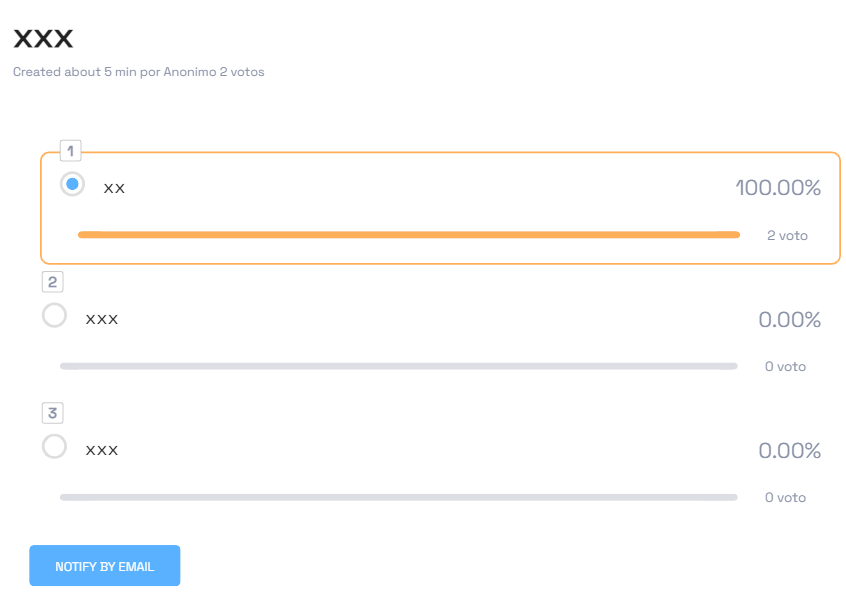 xxx
Created about 5 min por Anonimo 2 votos
1
xx 100.00%
2 voto
2
xxx 0.00%
0 voto
3
xxx 0.00%
0 voto
NOTIFY BY EMAIL